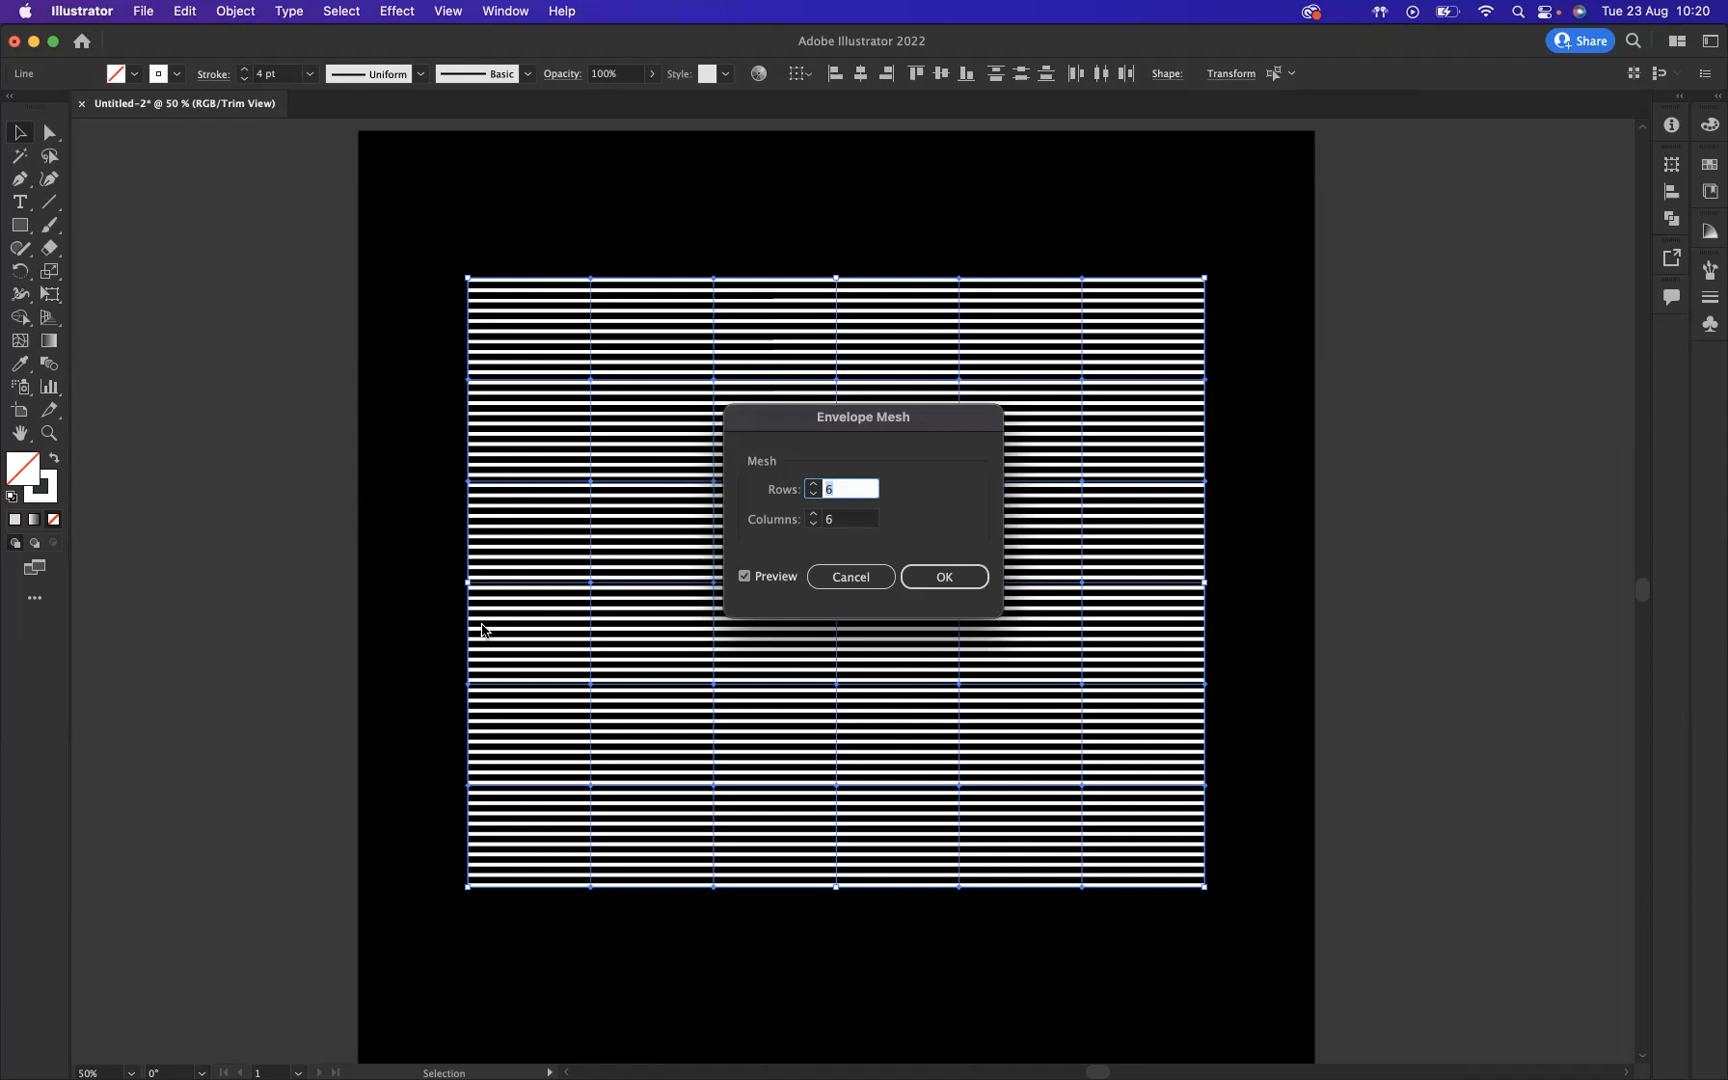 Illustrator File Edit Object Type Select Effect View Window Help Tue 23 Aug 10:20
Adobe Illustrator 2022 Share
Line Stroke: 4 pt Uniform Basic Opacity: 100% Style: Shape: Transform
× Untitled-2* @ 50 % (RGB/Trim View)
Envelope Mesh
Mesh
Rows: 6
Columns: 6
Preview Cancel OK
50% 0° 1 Selection